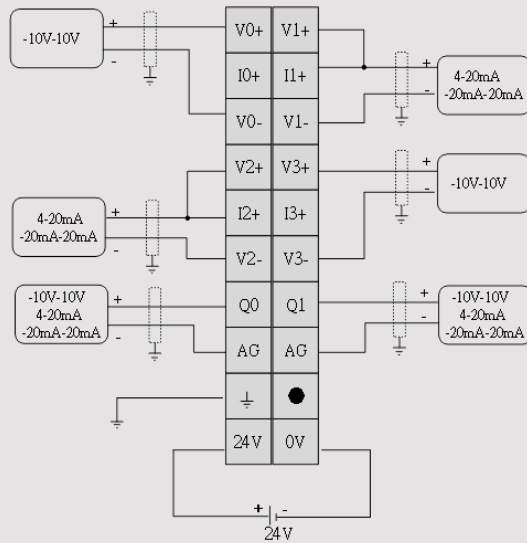 -10V-10V
+
-
V0+ V1+
I0+ I1+
V0- V1-
+
-
4-20mA
-20mA-20mA
V2+ V3+
I2+ I3+
V2- V3-
+
-
-10V-10V
4-20mA
-20mA-20mA
+
-
-10V-10V
4-20mA
-20mA-20mA
+
-
Q0 Q1
AG AG
+
-
-10V-10V
4-20mA
-20mA-20mA
24V 0V
+ -
24V